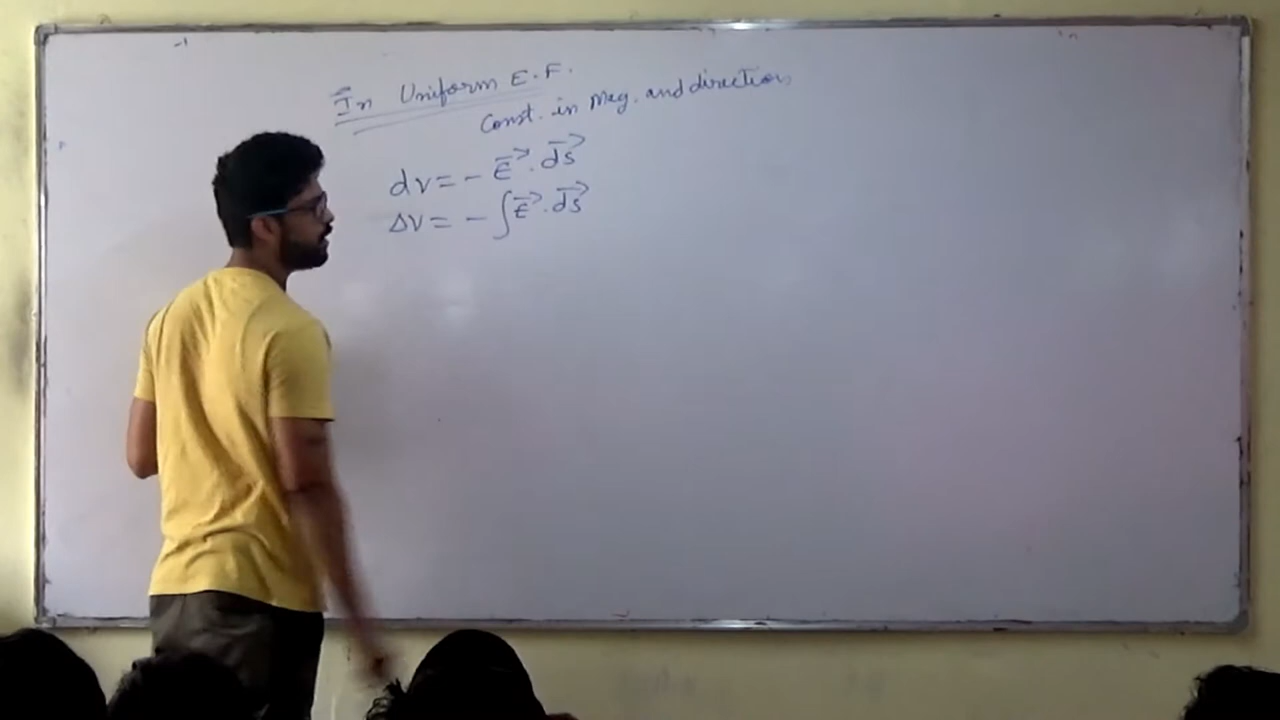 In Uniform E.F.
Const. in Mag. and direction
dv = - E⃗ . ds⃗
ΔV = - ∫ E⃗ . ds⃗